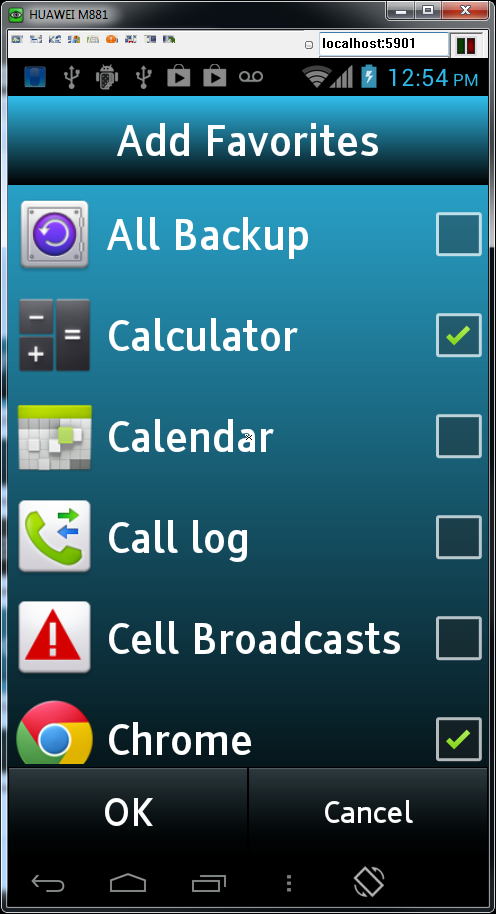 HUAWEI M881
localhost:5901
12:54 PM
Add Favorites
All Backup
Calculator
Calendar
Call log
Cell Broadcasts
Chrome
OK
Cancel